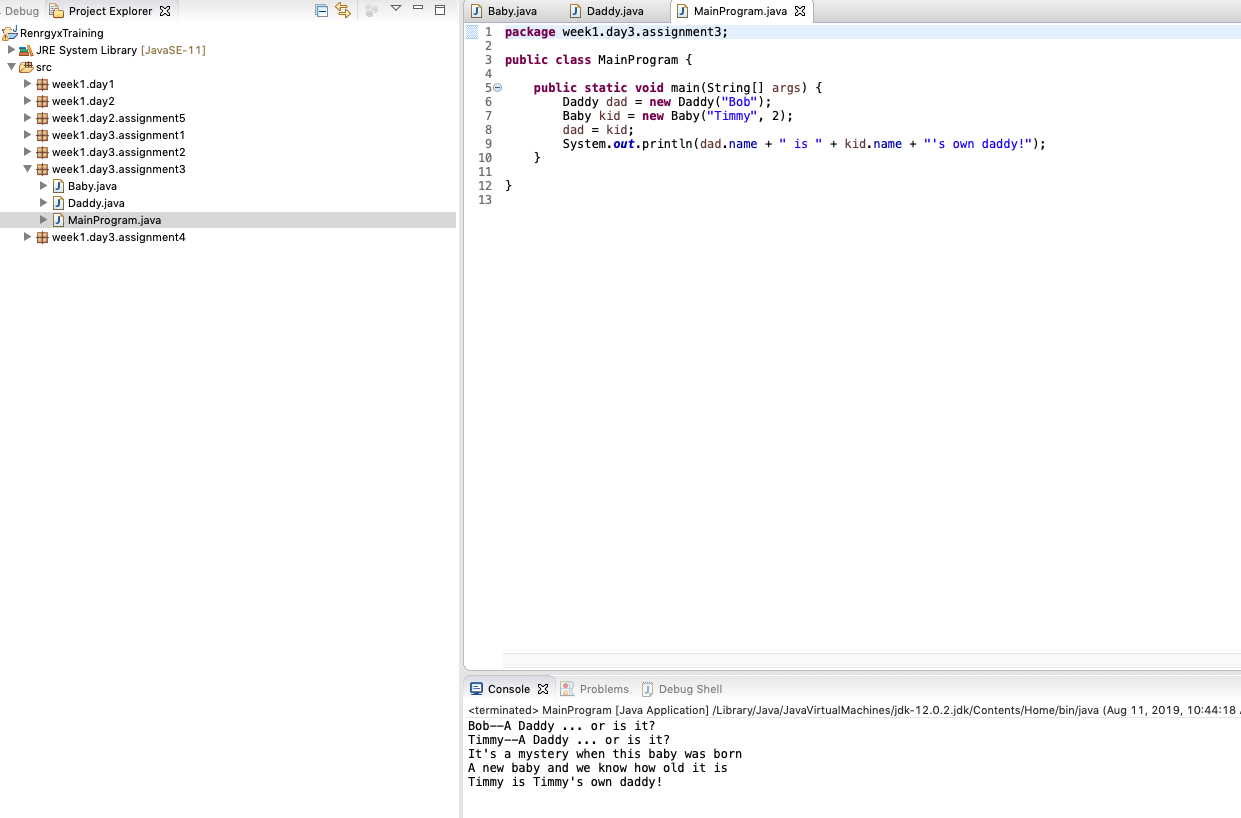 Debug Project Explorer
RenrgyxTraining
JRE System Library [JavaSE-11]
src
week1.day1
week1.day2
week1.day2.assignment5
week1.day3.assignment1
week1.day3.assignment2
week1.day3.assignment3
Baby.java
Daddy.java
MainProgram.java
week1.day3.assignment4
Baby.java Daddy.java MainProgram.java
1 package week1.day3.assignment3;
2
3 public class MainProgram {
4
5 public static void main(String[] args) {
6 Daddy dad = new Daddy("Bob");
7 Baby kid = new Baby("Timmy", 2);
8 dad = kid;
9 System.out.println(dad.name + " is " + kid.name + "'s own daddy!");
10 }
11
12 }
13
Console Problems Debug Shell
<terminated> MainProgram [Java Application] /Library/Java/JavaVirtualMachines/jdk-12.0.2.jdk/Contents/Home/bin/java (Aug 11, 2019, 10:44:18
Bob--A Daddy ... or is it?
Timmy--A Daddy ... or is it?
It's a mystery when this baby was born
A new baby and we know how old it is
Timmy is Timmy's own daddy!